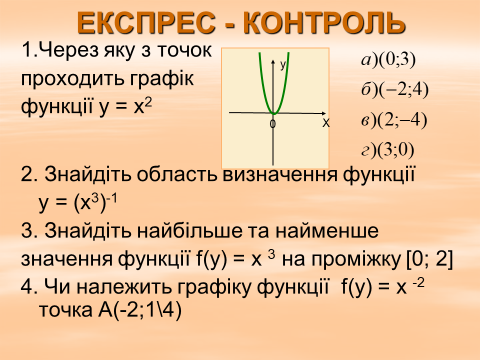 ЕКСПРЕС - КОНТРОЛЬ
1.Через яку з точок
проходить графік
функції y = x²
y
0
X
а)(0;3)
б)(−2;4)
в)(2;−4)
г)(3;0)
2. Знайдіть область визначення функції
y = (x³)⁻¹
3. Знайдіть найбільше та найменше
значення функції f(y) = x ³ на проміжку [0; 2]
4. Чи належить графіку функції f(y) = x ⁻²
точка A(-2;1\4)